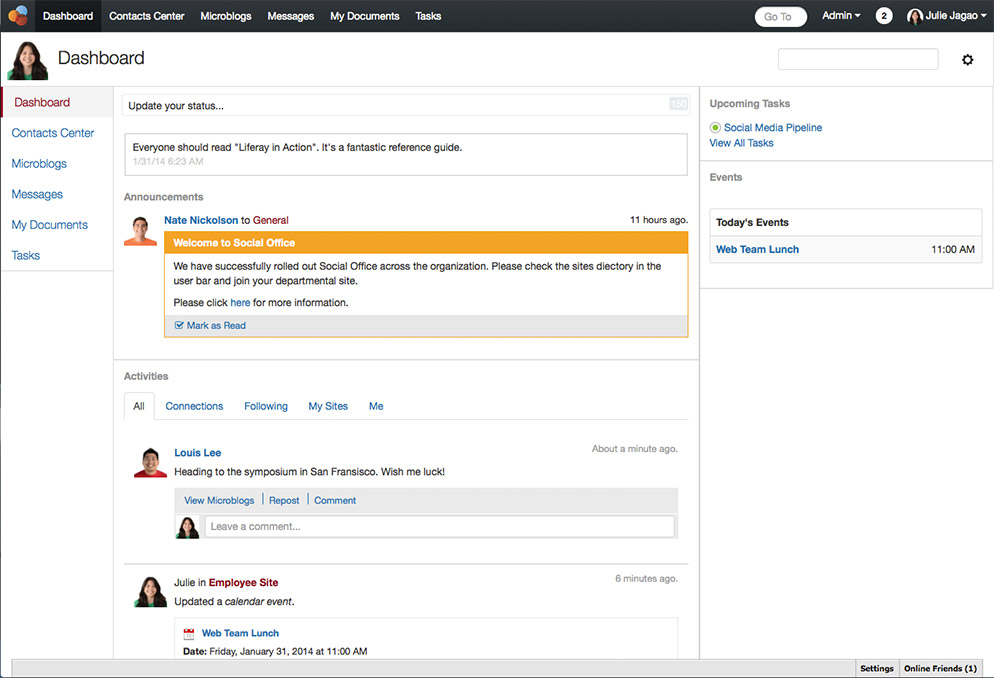 Dashboard Contacts Center Microblogs Messages My Documents Tasks Go To Admin 2 Julie Jagao
Dashboard
Dashboard
Contacts Center
Microblogs
Messages
My Documents
Tasks
Update your status... 150
Everyone should read "Liferay in Action". It's a fantastic reference guide.
1/31/14 6:23 AM
Announcements
Nate Nickolson to General 11 hours ago.
Welcome to Social Office
We have successfully rolled out Social Office across the organization. Please check the sites diectory in the
user bar and join your departmental site.
Please click here for more information.
Mark as Read
Activities
All Connections Following My Sites Me
Louis Lee About a minute ago.
Heading to the symposium in San Fransisco. Wish me luck!
View Microblogs Repost Comment
Leave a comment...
Julie in Employee Site 6 minutes ago.
Updated a calendar event.
Web Team Lunch
Date: Friday, January 31, 2014 at 11:00 AM
Upcoming Tasks
Social Media Pipeline
View All Tasks
Events
Today's Events
Web Team Lunch 11:00 AM
Settings Online Friends (1)